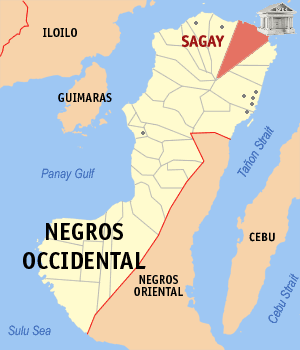 ILOILO
SAGAY
GUIMARAS
Tañon Strait
Panay Gulf
NEGROS
OCCIDENTAL
CEBU
NEGROS
ORIENTAL
Cebu Strait
Sulu Sea